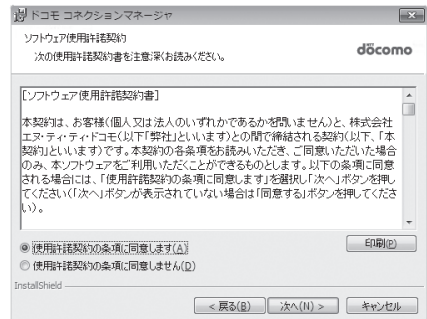 ドコモ コネクションマネージャ
ソフトウェア使用許諾契約
次の使用許諾契約書を注意深くお読みください。
döcomo
[ソフトウェア使用許諾契約書]
本契約は、お客様(個人又は法人のいずれかであるかを問いません)と、株式会社
エヌ・ティ・ティ・ドコモ(以下「弊社」といいます)との間で締結される契約(以下、「本
契約」といいます)です。本契約の各条項をお読みいただき、ご同意いただいた場合
のみ、本ソフトウェアをご利用いただくことができるものとします。以下の条項に同意
される場合には、「使用許諾契約の条項に同意します」を選択し「次へ」ボタンを押し
てください(「次へ」ボタンが表示されていない場合は「同意する」ボタンを押してくださ
い)。
使用許諾契約の条項に同意します(A)
印刷(P)
使用許諾契約の条項に同意しません(D)
InstallShield
< 戻る(B)
次へ(N) >
キャンセル